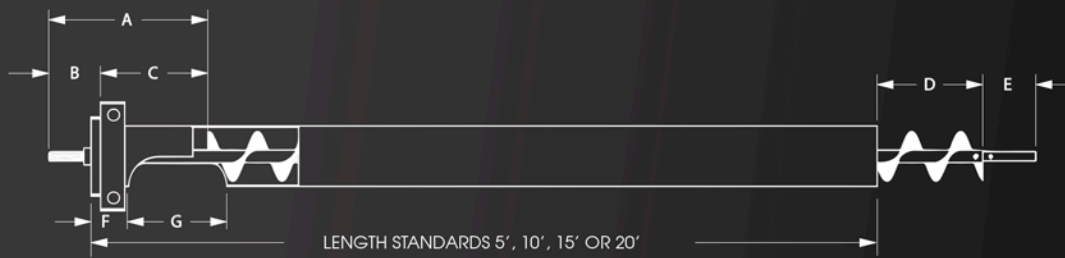 A
B C D E
F G
LENGTH STANDARDS 5', 10', 15' OR 20'